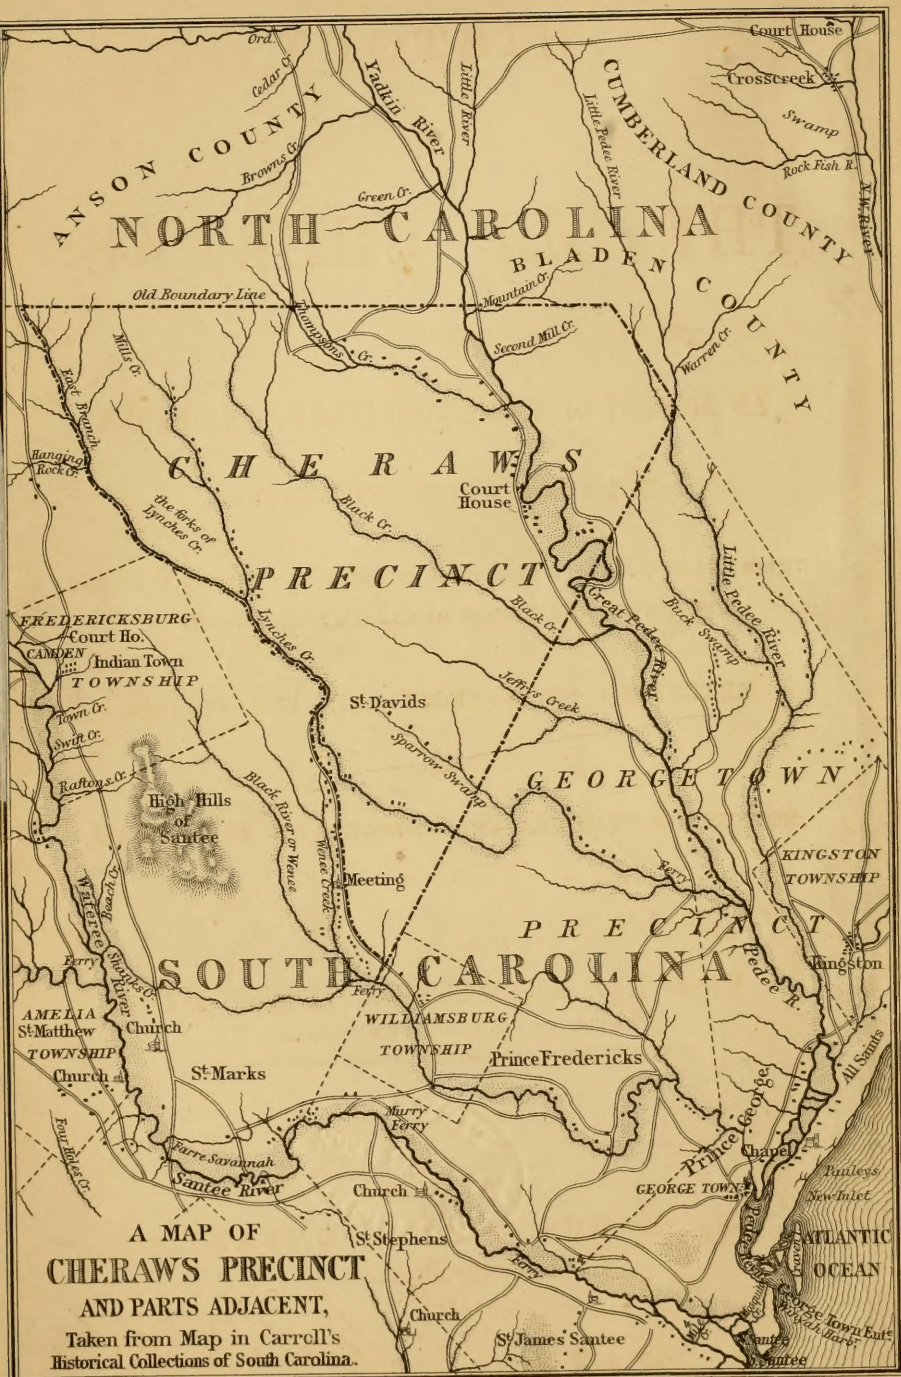 Ord.
Court House
Cedar Cr.
Yadkin River
Little River
Crosscreek
CUMBERLAND COUNTY
Little Pedee River
Swamp
ANSON COUNTY
Browns Cr.
Rock Fish R.
Green Cr.
N.W. River
NORTH CAROLINA
BLADEN COUNTY
Old Boundary Line
Mountain Cr.
Thompsons Cr.
Second Mill Cr.
Warren Cr.
Mills Cr.
East Branch
Hanging
Rock Cr.
CHERAWS
Court
House
the forks of
Lynches Cr.
Black Cr.
PRECINCT
Little Pedee River
Great Pedee River
Black Cr.
Buck Swamp
Lynches Cr.
FREDERICKSBURG
Court Ho.
CAMDEN
Indian Town
TOWNSHIP
Jeffrys Creek
St. Davids
Town Cr.
Swift Cr.
Sparrow Swamp
Raftons Cr.
GEORGETOWN
High Hills
of
Santee
Black River or Wenee
Wenee Creek
KINGSTON
TOWNSHIP
Meeting
Ferry
Wateree River
Beach Cr.
PRECINCT
Pedee R.
Kingston
Ferry
Shanks Cr.
SOUTH CAROLINA
Ferry
AMELIA
St. Matthew
TOWNSHIP
Church
WILLIAMSBURG
TOWNSHIP
Prince Fredericks
All Saints
Church
St. Marks
Prince George
Murry
Ferry
Four Holes Cr.
Farre Savannah
Chapel
Santee River
Church
GEORGE TOWN
Pauleys
New Inlet
St. Stephens
ATLANTIC
OCEAN
Ferry
A MAP OF
CHERAWS PRECINCT
AND PARTS ADJACENT,
Taken from Map in Carroll's
Historical Collections of South Carolina.
Church
St. James Santee
George Town Ent.
N. Santee
S. Santee